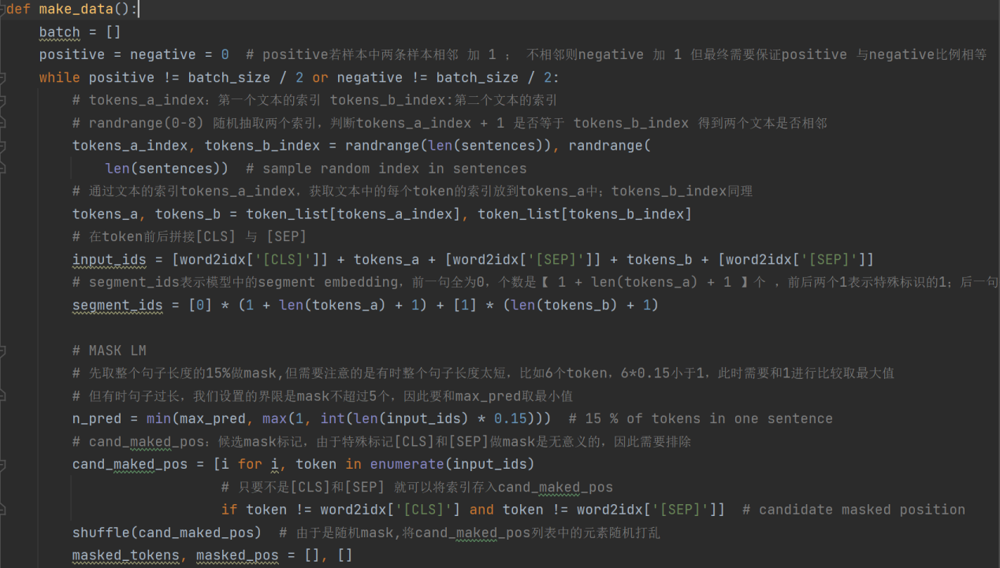 def make_data():
    batch = []
    positive = negative = 0  # positive若样本中两条样本相邻 加 1 ； 不相邻则negative 加 1 但最终需要保证positive 与negative比例相等
    while positive != batch_size / 2 or negative != batch_size / 2:
        # tokens_a_index：第一个文本的索引 tokens_b_index:第二个文本的索引
        # randrange(0-8) 随机抽取两个索引，判断tokens_a_index + 1 是否等于 tokens_b_index 得到两个文本是否相邻
        tokens_a_index, tokens_b_index = randrange(len(sentences)), randrange(
            len(sentences))  # sample random index in sentences
        # 通过文本的索引tokens_a_index，获取文本中的每个token的索引放到tokens_a中；tokens_b_index同理
        tokens_a, tokens_b = token_list[tokens_a_index], token_list[tokens_b_index]
        # 在token前后拼接[CLS] 与 [SEP]
        input_ids = [word2idx['[CLS]']] + tokens_a + [word2idx['[SEP]']] + tokens_b + [word2idx['[SEP]']]
        # segment_ids表示模型中的segment embedding，前一句全为0，个数是【 1 + len(tokens_a) + 1 】个 ，前后两个1表示特殊标识的1；后一句
        segment_ids = [0] * (1 + len(tokens_a) + 1) + [1] * (len(tokens_b) + 1)
        # MASK LM
        # 先取整个句子长度的15%做mask,但需要注意的是有时整个句子长度太短，比如6个token，6*0.15小于1，此时需要和1进行比较取最大值
        # 但有时句子过长，我们设置的界限是mask不超过5个，因此要和max_pred取最小值
        n_pred = min(max_pred, max(1, int(len(input_ids) * 0.15)))  # 15 % of tokens in one sentence
        # cand_maked_pos：候选mask标记，由于特殊标记[CLS]和[SEP]做mask是无意义的，因此需要排除
        cand_maked_pos = [i for i, token in enumerate(input_ids)
                          # 只要不是[CLS]和[SEP] 就可以将索引存入cand_maked_pos
                          if token != word2idx['[CLS]'] and token != word2idx['[SEP]']]  # candidate masked position
        shuffle(cand_maked_pos)  # 由于是随机mask,将cand_maked_pos列表中的元素随机打乱
        masked_tokens, masked_pos = [], []